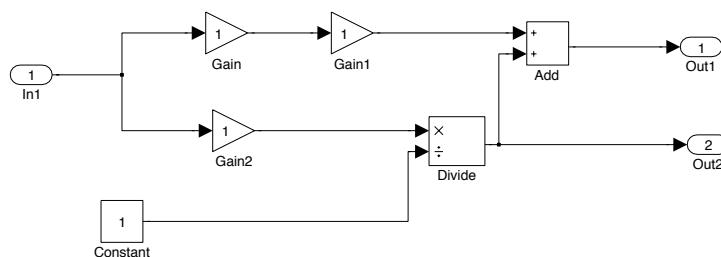 1
1
+
1
+
Gain
Gain1
Add
Out1
1
In1
1
×
2
÷
Gain2
Divide
Out2
1
Constant